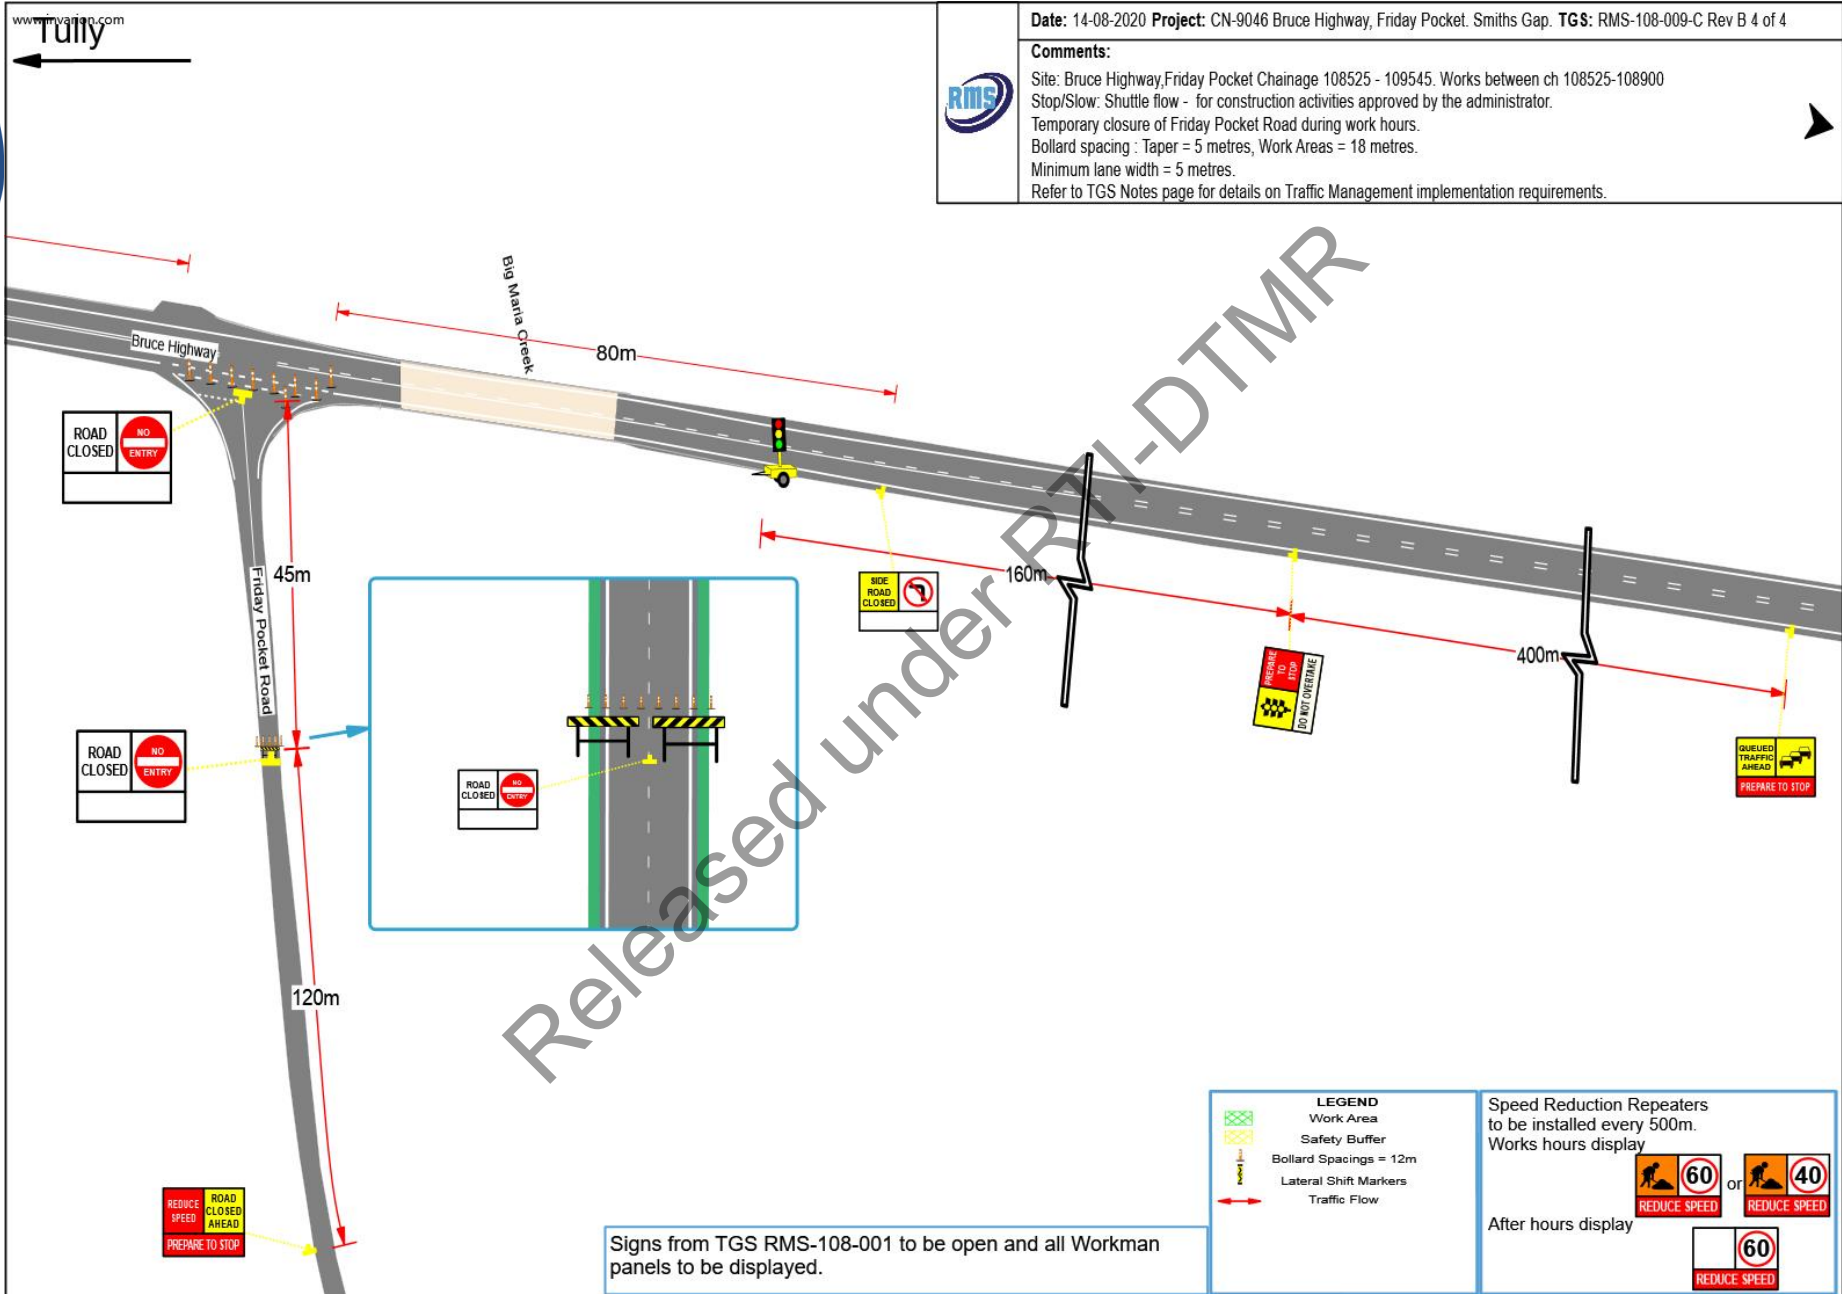 www.invarion.com
Tully
RMS
Date: 14-08-2020 Project: CN-9046 Bruce Highway, Friday Pocket. Smiths Gap. TGS: RMS-108-009-C Rev B 4 of 4
Comments:
Site: Bruce Highway,Friday Pocket Chainage 108525 - 109545. Works between ch 108525-108900
Stop/Slow: Shuttle flow - for construction activities approved by the administrator.
Temporary closure of Friday Pocket Road during work hours.
Bollard spacing : Taper = 5 metres, Work Areas = 18 metres.
Minimum lane width = 5 metres.
Refer to TGS Notes page for details on Traffic Management implementation requirements.
Big Maria Creek
80m
Bruce Highway
ROAD
CLOSED
NO
ENTRY
45m
Friday Pocket Road
SIDE
ROAD
CLOSED
160m
400m
PREPARE
TO
STOP
DO NOT OVERTAKE
QUEUED
TRAFFIC
AHEAD
PREPARE TO STOP
ROAD
CLOSED
NO
ENTRY
ROAD
CLOSED
NO
ENTRY
120m
REDUCE
SPEED
ROAD
CLOSED
AHEAD
PREPARE TO STOP
Released under RTI-DTMR
Signs from TGS RMS-108-001 to be open and all Workman
panels to be displayed.
LEGEND
Work Area
Safety Buffer
Bollard Spacings = 12m
Lateral Shift Markers
Traffic Flow
Speed Reduction Repeaters
to be installed every 500m.
Works hours display
60
REDUCE SPEED
or
40
REDUCE SPEED
After hours display
60
REDUCE SPEED